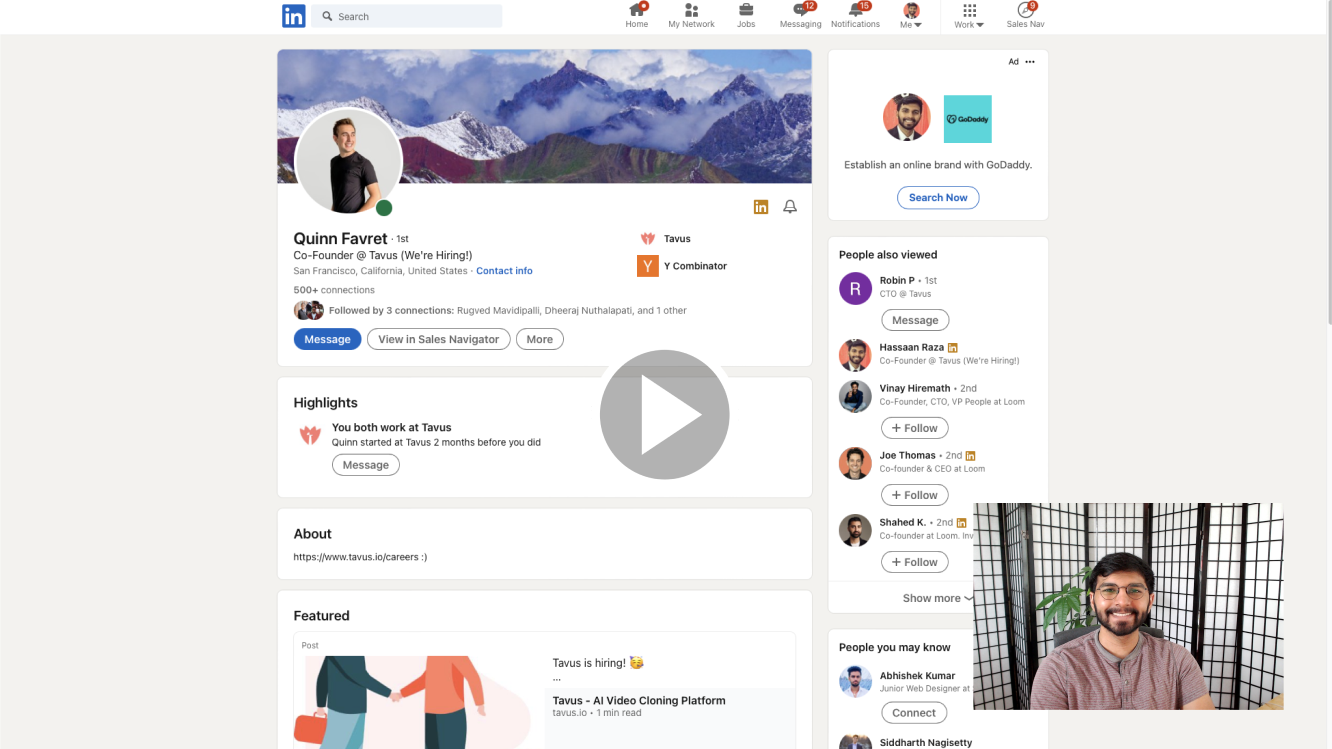 in
Search
Home
My Network
Jobs
12
Messaging
15
Notifications
Me
Work
9
Sales Nav
in
Quinn Favret · 1st
Co-Founder @ Tavus (We're Hiring!)
San Francisco, California, United States · Contact info
500+ connections
Followed by 3 connections: Rugved Mavidipalli, Dheeraj Nuthalapati, and 1 other
Message
View in Sales Navigator
More
Tavus
Y
Y Combinator
Highlights
You both work at Tavus
Quinn started at Tavus 2 months before you did
Message
About
https://www.tavus.io/careers :)
Featured
Post
Tavus is hiring! 🥳
...
Tavus - AI Video Cloning Platform
tavus.io • 1 min read
Ad •••
GoDaddy
Establish an online brand with GoDaddy.
Search Now
People also viewed
R
Robin P • 1st
CTO @ Tavus
Message
Hassaan Raza in
Co-Founder @ Tavus (We're Hiring!)
Vinay Hiremath • 2nd
Co-Founder, CTO, VP People at Loom
+ Follow
Joe Thomas • 2nd in
Co-founder & CEO at Loom
+ Follow
Shahed K. • 2nd in
Co-founder at Loom. Inv
+ Follow
Show more
People you may know
Abhishek Kumar
Junior Web Designer at
Connect
Siddharth Nagisetty